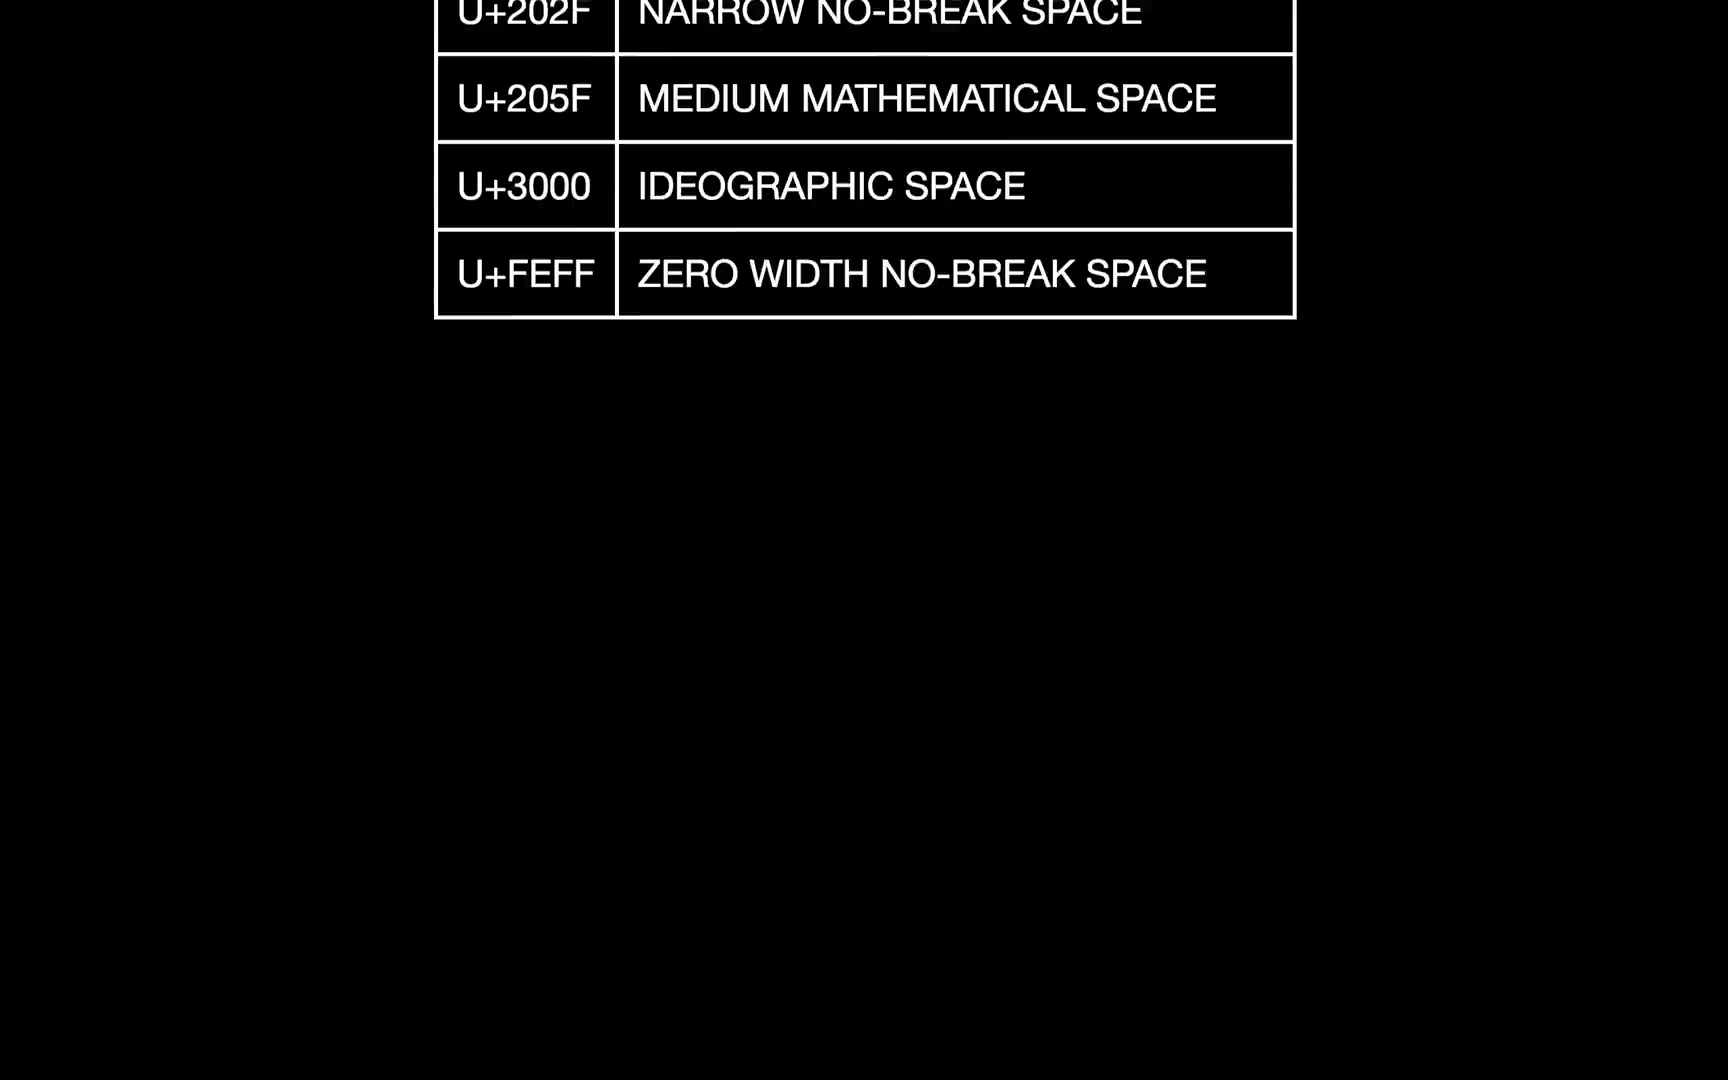 U+202F NARROW NO-BREAK SPACE
U+205F MEDIUM MATHEMATICAL SPACE
U+3000 IDEOGRAPHIC SPACE
U+FEFF ZERO WIDTH NO-BREAK SPACE